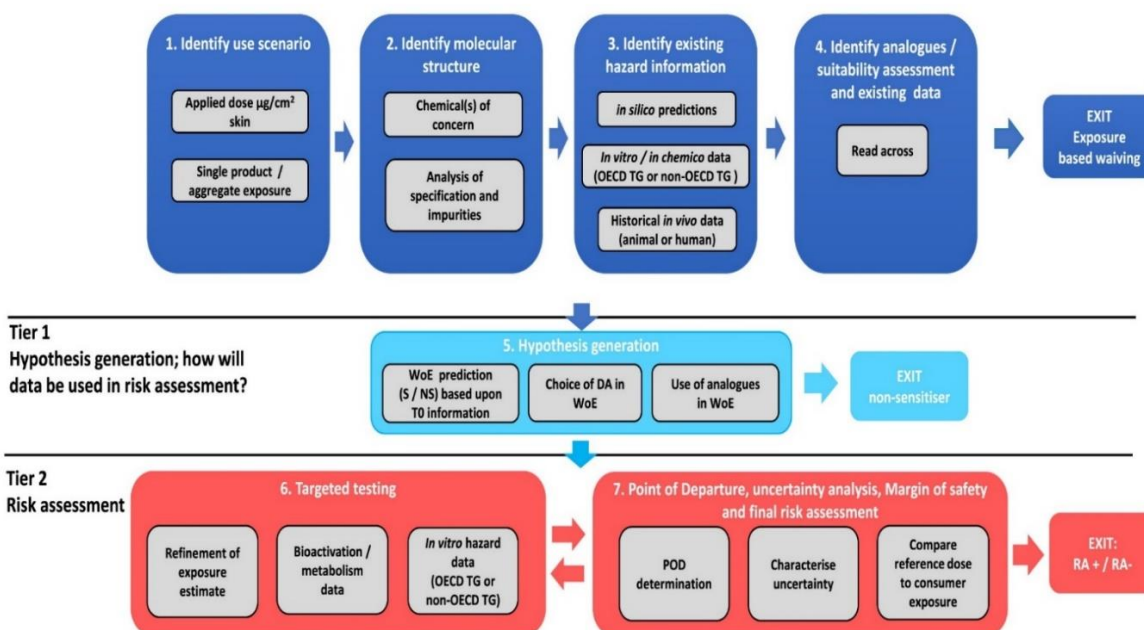 1. Identify use scenario
Applied dose µg/cm² skin
Single product /
aggregate exposure
2. Identify molecular
structure
Chemical(s) of
concern
Analysis of
specification and
impurities
3. Identify existing
hazard information
in silico predictions
In vitro / in chemico data
(OECD TG or non-OECD TG )
Historical in vivo data
(animal or human)
4. Identify analogues /
suitability assessment
and existing data
Read across
EXIT
Exposure
based waiving
Tier 1
Hypothesis generation; how will
data be used in risk assessment?
5. Hypothesis generation
WoE prediction
(S / NS) based upon
T0 information
Choice of DA in
WoE
Use of analogues
in WoE
EXIT
non-sensitiser
Tier 2
Risk assessment
6. Targeted testing
Refinement of
exposure
estimate
Bioactivation /
metabolism
data
In vitro hazard
data
(OECD TG or
non-OECD TG)
7. Point of Departure, uncertainty analysis, Margin of safety
and final risk assessment
POD
determination
Characterise
uncertainty
Compare
reference dose
to consumer
exposure
EXIT:
RA + / RA-